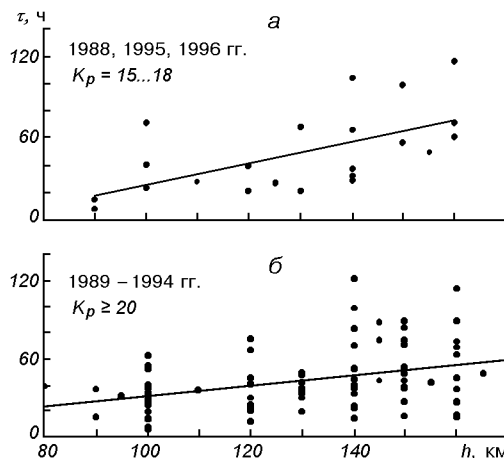 τ, ч
а
120
1988, 1995, 1996 гг.
Kp = 15...18
60
0
б
120
1989 – 1994 гг.
Kp ≥ 20
60
0
80 100 120 140 h, км